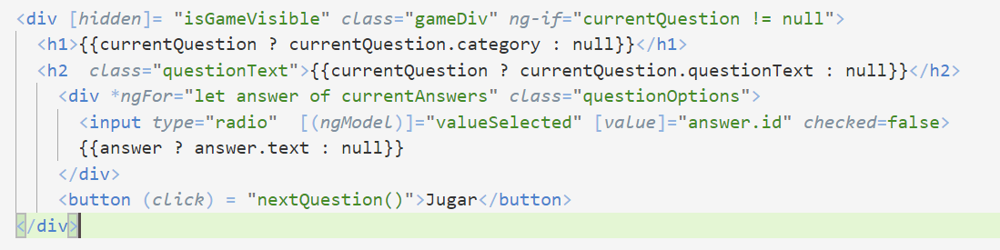 <div [hidden]= "isGameVisible" class="gameDiv" ng-if="currentQuestion != null">
<h1>{{currentQuestion ? currentQuestion.category : null}}</h1>
<h2  class="questionText">{{currentQuestion ? currentQuestion.questionText : null}}</h2>
<div *ngFor="let answer of currentAnswers" class="questionOptions">
<input type="radio"  [(ngModel)]="valueSelected" [value]="answer.id" checked=false>
{{answer ? answer.text : null}}
</div>
<button (click) = "nextQuestion()">Jugar</button>
</div>